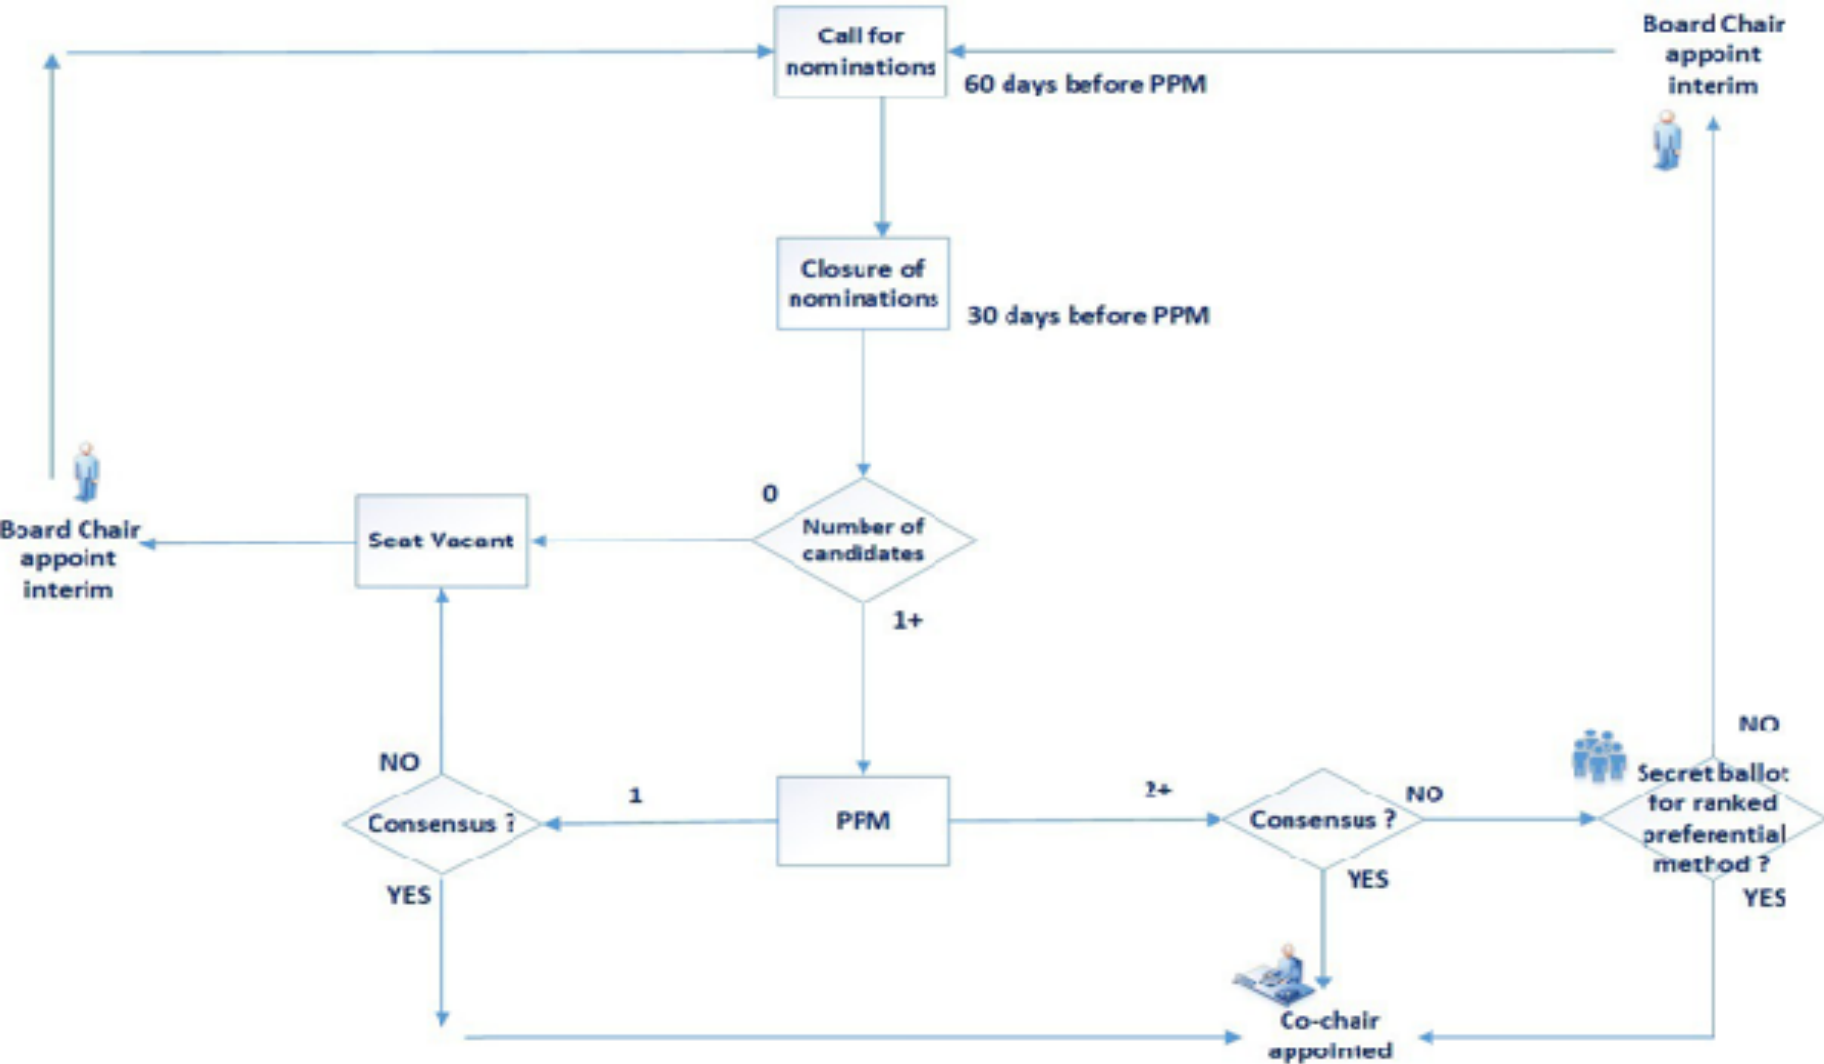 Call for
nominations
60 days before PPM
Board Chair
appoint
interim
Closure of
nominations
30 days before PPM
0
Number of
candidates
1+
Seat Vacant
Board Chair
appoint
interim
NO
Consensus ?
YES
1
PPM
2+
Consensus ?
NO
YES
NO
Secret ballot
for ranked
preferential
method ?
YES
Co-chair
appointed